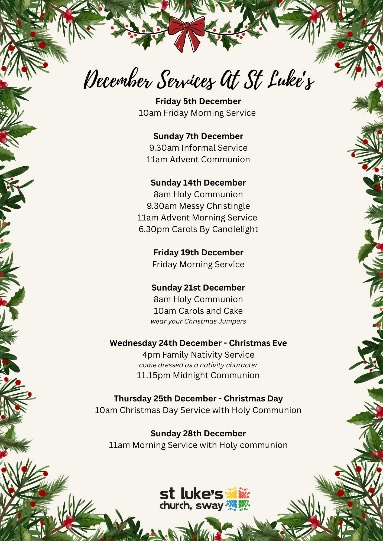 December Services At St Luke's
Friday 5th December
10am Friday Morning Service
Sunday 7th December
9.30am Informal Service
11am Advent Communion
Sunday 14th December
8am Holy Communion
9.30am Messy Christingle
11am Advent Morning Service
6.30pm Carols By Candlelight
Friday 19th December
Friday Morning Service
Sunday 21st December
8am Holy Communion
10am Carols and Cake
wear your Christmas Jumpers
Wednesday 24th December - Christmas Eve
4pm Family Nativity Service
come dressed as a nativity character
11.15pm Midnight Communion
Thursday 25th December - Christmas Day
10am Christmas Day Service with Holy Communion
Sunday 28th December
11am Morning Service with Holy communion
st luke's
church, sway